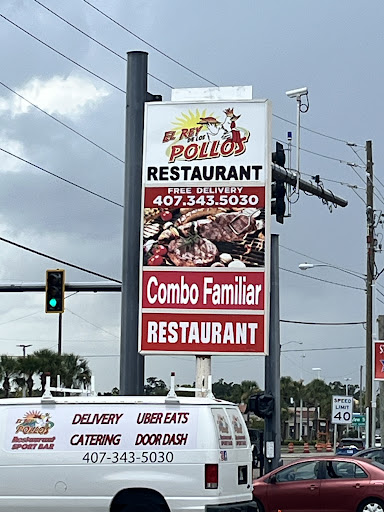 EL REY
DE LOS
POLLOS
RESTAURANT
FREE DELIVERY
407.343.5030
Combo Familiar
RESTAURANT
POLLOS
Restaurant
SPORT BAR
DELIVERY UBER EATS
CATERING DOOR DASH
407-343-5030
SPEED
LIMIT
40